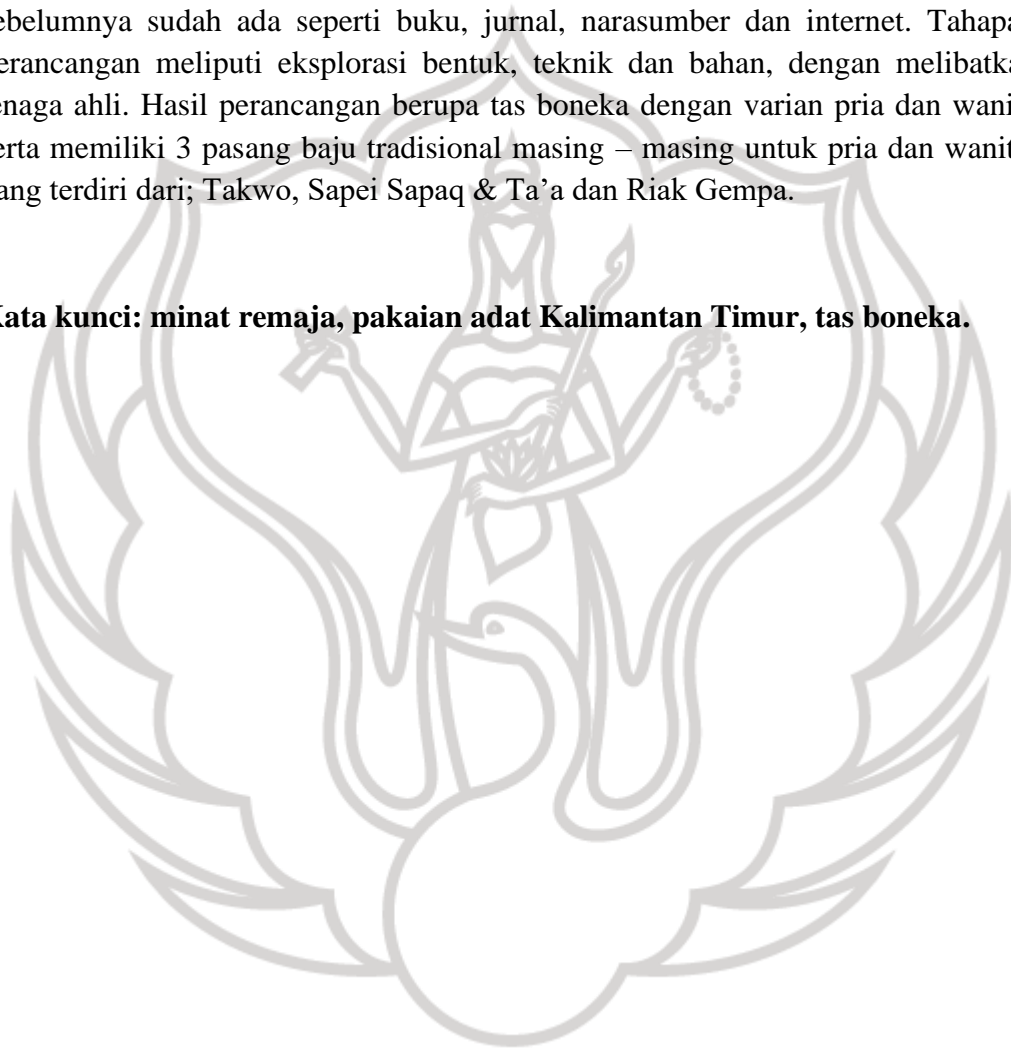 ebelumnya sudah ada seperti buku, jurnal, narasumber dan internet. Tahapa
erancangan meliputi eksplorasi bentuk, teknik dan bahan, dengan melibatka
enaga ahli. Hasil perancangan berupa tas boneka dengan varian pria dan wani
erta memiliki 3 pasang baju tradisional masing – masing untuk pria dan wanit
ang terdiri dari; Takwo, Sapei Sapaq & Ta’a dan Riak Gempa.
Kata kunci: minat remaja, pakaian adat Kalimantan Timur, tas boneka.